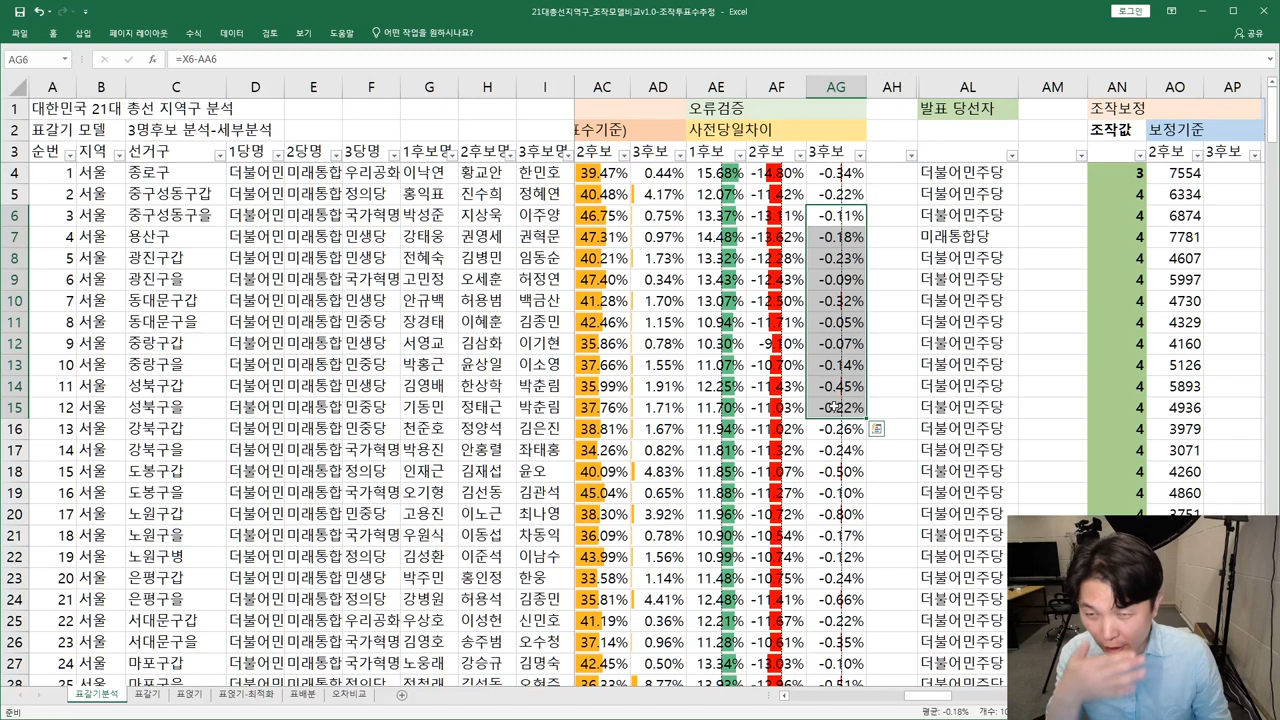 21대총선지역구_조작모델비교v1.0-조작투표수추정 - Excel
로그인
파일 홈 삽입 페이지 레이아웃 수식 데이터 검토 보기 도움말 어떤 작업을 원하시나요? 공유
AG6 fx =X6-AA6
A B C D E F G H I AC AD AE AF AG AH AL AM AN AO AP
1 대한민국 21대 총선 지역구 분석 오류검증 발표 당선자 조작보정
2 표갈기 모델 3명후보 분석-세부분석 표수기준) 사전당일차이 조작값 보정기준
3 순번 지역 선거구 1당명 2당명 3당명 1후보명 2후보명 3후보명 2후보 3후보 1후보 2후보 3후보 2후보 3후보
4 1 서울 종로구 더불어민 미래통합 우리공화 이낙연 황교안 한민호 39.47% 0.44% 15.68% -14.80% -0.34% 더불어민주당 3 7554
5 2 서울 중구성동구갑 더불어민 미래통합 정의당 홍익표 진수희 정혜연 40.48% 4.17% 12.07% -11.42% -0.22% 더불어민주당 4 6334
6 3 서울 중구성동구을 더불어민 미래통합 국가혁명 박성준 지상욱 이주양 46.75% 0.75% 13.37% -13.11% -0.11% 더불어민주당 4 6874
7 4 서울 용산구 더불어민 미래통합 민생당 강태웅 권영세 권혁문 47.31% 0.97% 14.48% -13.62% -0.18% 미래통합당 4 7781
8 5 서울 광진구갑 더불어민 미래통합 민생당 전혜숙 김병민 임동순 40.21% 1.73% 13.32% -12.28% -0.23% 더불어민주당 4 4607
9 6 서울 광진구을 더불어민 미래통합 국가혁명 고민정 오세훈 허정연 47.40% 0.34% 13.43% -12.43% -0.09% 더불어민주당 4 5997
10 7 서울 동대문구갑 더불어민 미래통합 민생당 안규백 허용범 백금산 41.28% 1.70% 13.07% -12.50% -0.32% 더불어민주당 4 4730
11 8 서울 동대문구을 더불어민 미래통합 민중당 장경태 이혜훈 김종민 42.46% 1.15% 10.94% -11.71% -0.05% 더불어민주당 4 4329
12 9 서울 중랑구갑 더불어민 미래통합 민생당 서영교 김삼화 이기현 35.86% 0.78% 10.30% -9.10% -0.07% 더불어민주당 4 4160
13 10 서울 중랑구을 더불어민 미래통합 민중당 박홍근 윤상일 이소영 37.66% 1.55% 11.07% -10.70% -0.14% 더불어민주당 4 5126
14 11 서울 성북구갑 더불어민 미래통합 민생당 김영배 한상학 박춘림 35.99% 1.91% 12.25% -11.43% -0.45% 더불어민주당 4 5893
15 12 서울 성북구을 더불어민 미래통합 민생당 기동민 정태근 박춘림 37.76% 1.71% 11.70% -11.03% -0.22% 더불어민주당 4 4936
16 13 서울 강북구갑 더불어민 미래통합 민중당 천준호 정양석 김은진 38.81% 1.67% 11.94% -11.02% -0.26% 더불어민주당 4 3979
17 14 서울 강북구을 더불어민 미래통합 국가혁명 박용진 안홍렬 좌태홍 34.26% 0.82% 11.81% -11.32% -0.24% 더불어민주당 4 3071
18 15 서울 도봉구갑 더불어민 미래통합 정의당 인재근 김재섭 윤오 40.09% 4.83% 11.85% -11.07% -0.50% 더불어민주당 4 4260
19 16 서울 도봉구을 더불어민 미래통합 국가혁명 오기형 김선동 김관석 45.04% 0.65% 11.88% -11.27% -0.10% 더불어민주당 4 4860
20 17 서울 노원구갑 더불어민 미래통합 민중당 고용진 이노근 최나영 38.30% 3.92% 11.96% -10.72% -0.80% 더불어민주당 4 3751
21 18 서울 노원구을 더불어민 미래통합 국가혁명 우원식 이동섭 차동익 36.09% 0.78% 10.90% -10.54% -0.17% 더불어민주당
22 19 서울 노원구병 더불어민 미래통합 정의당 김성환 이준석 이남수 43.99% 1.56% 10.99% -10.74% -0.12% 더불어민주당
23 20 서울 은평구갑 더불어민 미래통합 민생당 박주민 홍인정 한웅 33.58% 1.14% 11.48% -10.75% -0.24% 더불어민주당
24 21 서울 은평구을 더불어민 미래통합 정의당 강병원 허용석 김종민 35.81% 4.41% 12.48% -11.41% -0.66% 더불어민주당
25 22 서울 서대문구갑 더불어민 미래통합 우리공화 우상호 이성헌 신민호 41.19% 0.36% 12.21% -11.67% -0.22% 더불어민주당
26 23 서울 서대문구을 더불어민 미래통합 국가혁명 김영호 송주범 오수청 37.14% 0.96% 11.28% -10.61% -0.35% 더불어민주당
27 24 서울 마포구갑 더불어민 미래통합 국가혁명 노웅래 강승규 김명숙 42.45% 0.50% 13.34% -13.03% -0.10% 더불어민주당
표갈기분석 표갈기 표얹기 표얹기-최적화 표배분 오자비교
준비 평균: -0.18% 개수: 10